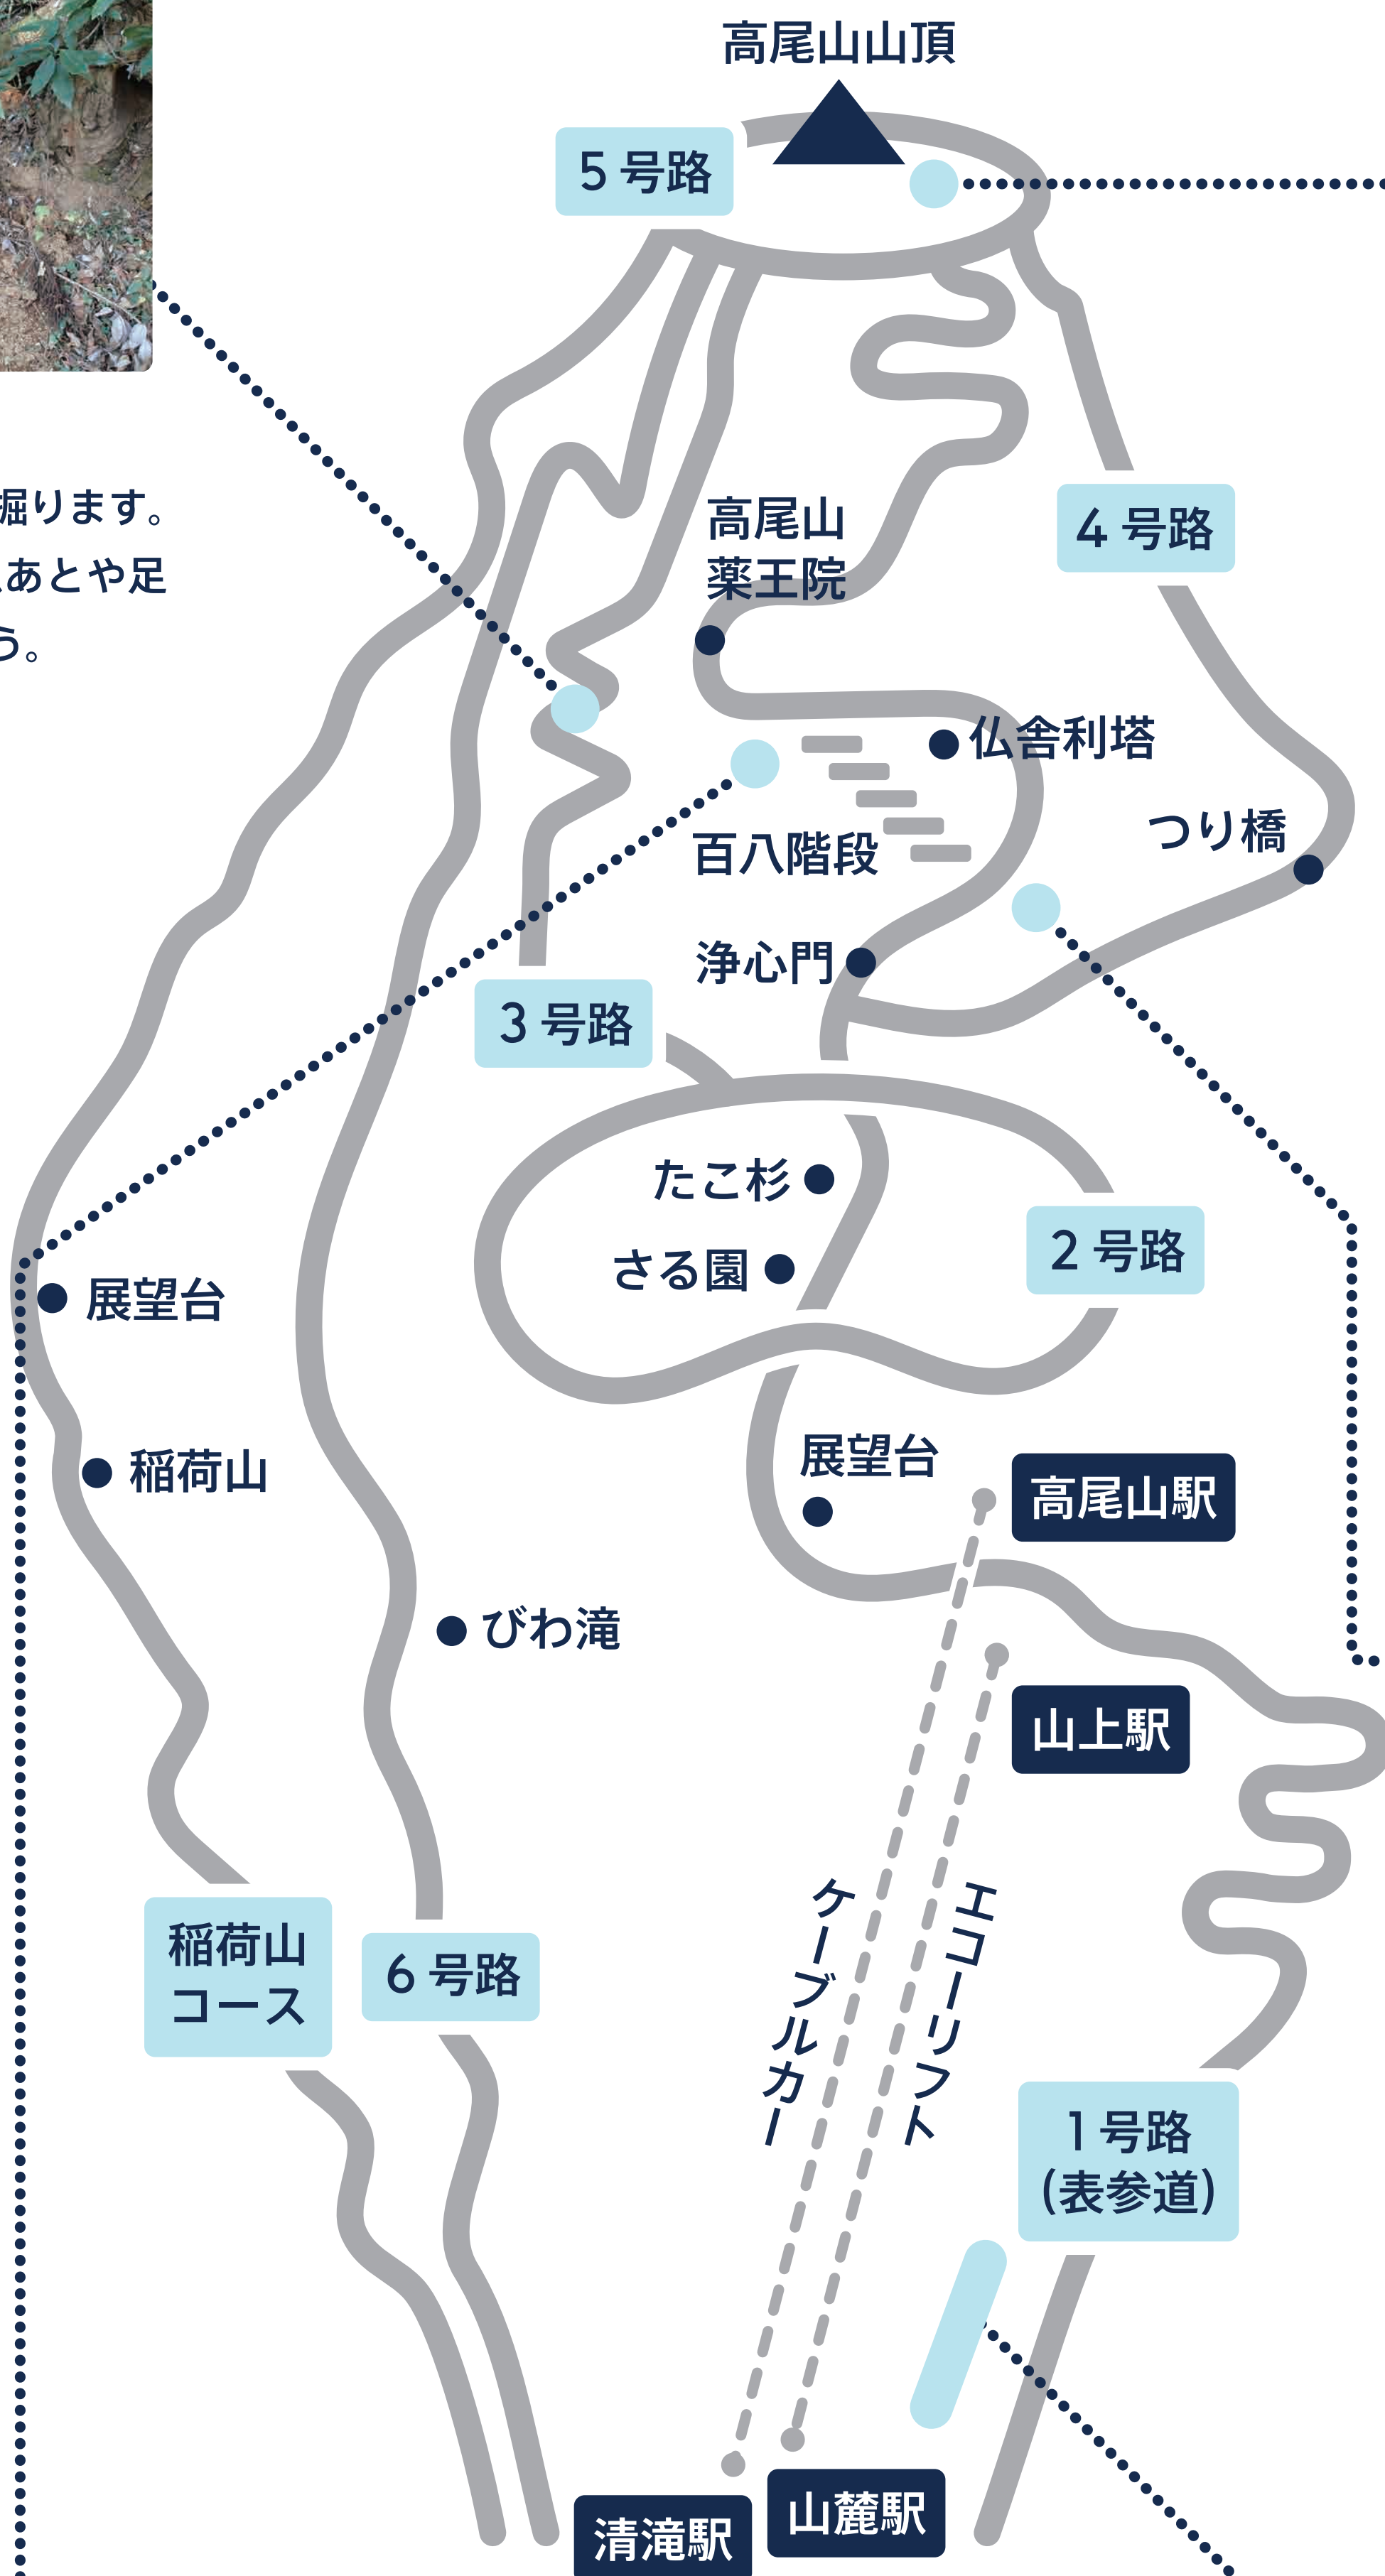 高尾山山頂
5 号路
掘ります。
あとや足
う。
高尾山
薬王院
4 号路
仏舎利塔
つり橋
百八階段
浄心門
3 号路
たこ杉
さる園
2 号路
展望台
稲荷山
展望台
高尾山駅
びわ滝
山上駅
ケーブルカー
エコーリフト
稲荷山
コース
6 号路
1 号路
(表参道)
清滝駅
山麓駅